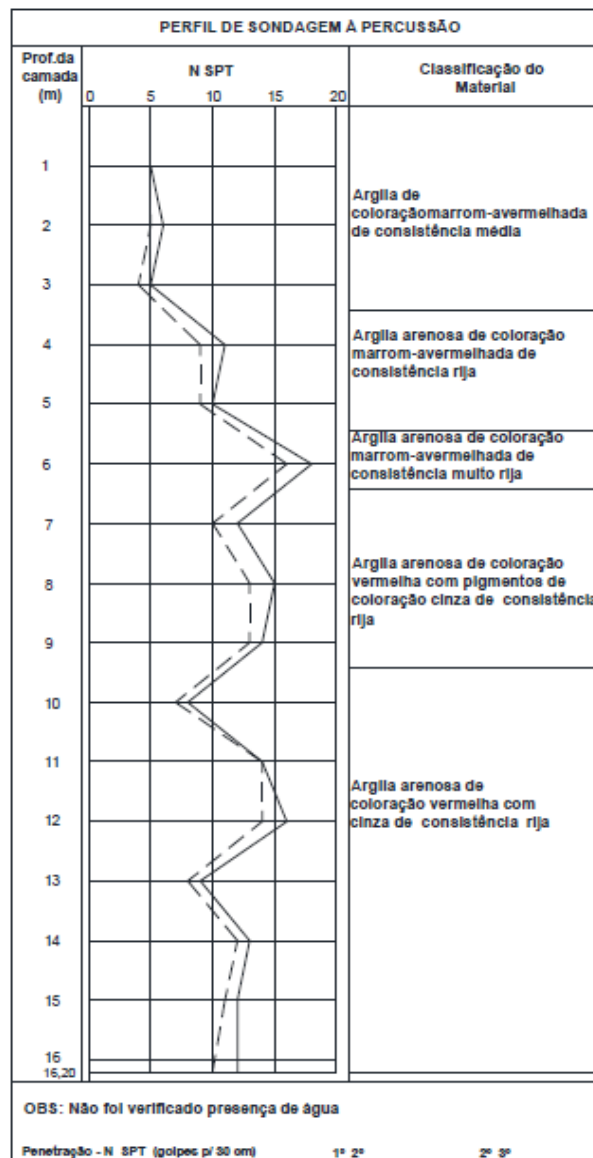 PERFIL DE SONDAGEM À PERCUSSÃO
Prof.da
camada
(m)
N SPT
0 5 10 15 20
Classificação do
Material
1
2
3
4
5
6
7
8
9
10
11
12
13
14
15
16
16,20
Argila de
coloraçãomarrom-avermelhada
de consistência média
Argila arenosa de coloração
marrom-avermelhada de
consistência rija
Argila arenosa de coloração
marrom-avermelhada de
consistência muito rija
Argila arenosa de coloração
vermelha com pigmentos de
coloração cinza de consistência
rija
Argila arenosa de
coloração vermelha com
cinza de consistência rija
OBS: Não foi verificado presença de água
Penetração - N SPT (golpes p/ 30 cm) 1º 2º 2º 3º